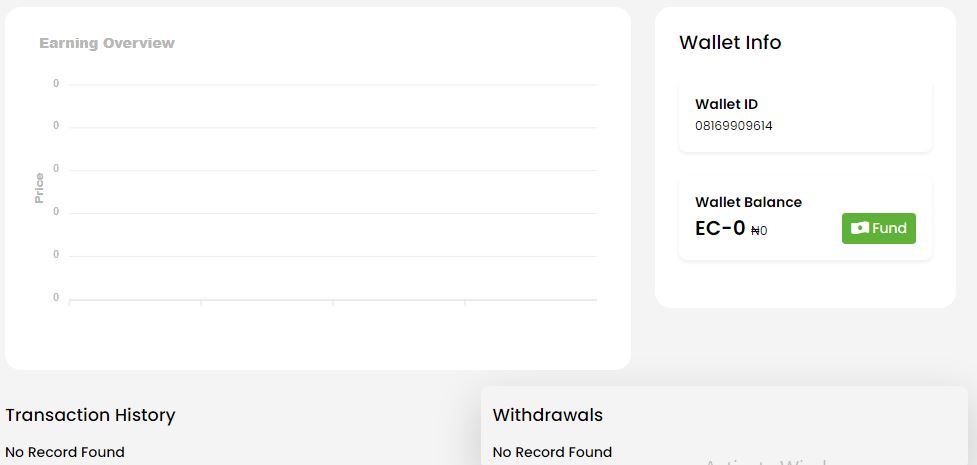 Earning Overview
0
0
0
0
0
0
Price
Wallet Info
Wallet ID
08169909614
Wallet Balance
EC-0 ₦0
Fund
Transaction History
No Record Found
Withdrawals
No Record Found